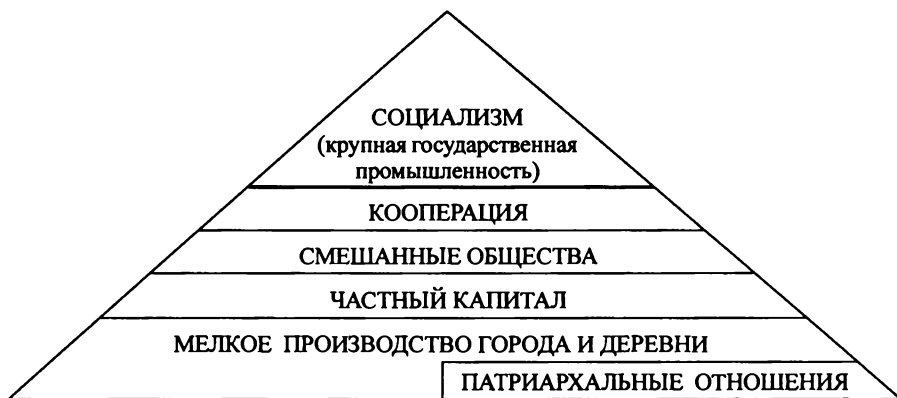 СОЦИАЛИЗМ
(крупная государственная
промышленность)
КООПЕРАЦИЯ
СМЕШАННЫЕ ОБЩЕСТВА
ЧАСТНЫЙ КАПИТАЛ
МЕЛКОЕ ПРОИЗВОДСТВО ГОРОДА И ДЕРЕВНИ
ПАТРИАРХАЛЬНЫЕ ОТНОШЕНИЯ